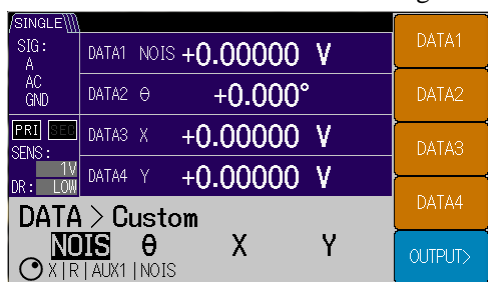 SINGLE
SIG:
A
AC
GND
PRI SEC
SENS:
1V
DR: LOW
DATA1 NOIS +0.00000 V
DATA2 θ +0.000°
DATA3 X +0.00000 V
DATA4 Y +0.00000 V
DATA > Custom
NOIS θ X Y
X|R|AUX1|NOIS
DATA1
DATA2
DATA3
DATA4
OUTPUT>